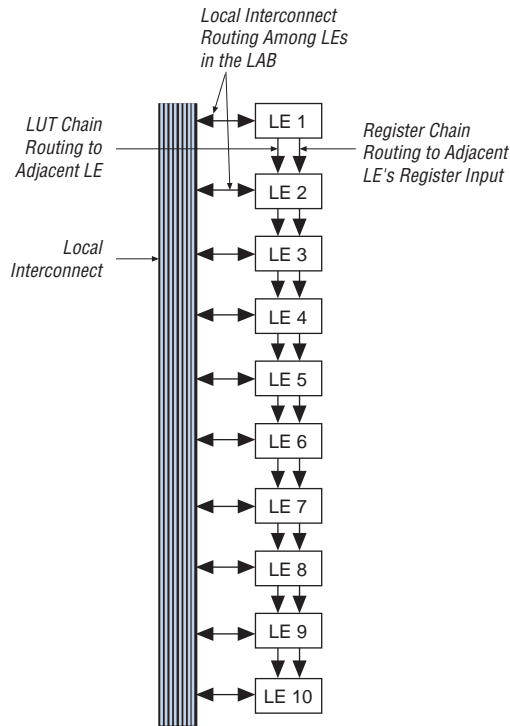 Local Interconnect
Routing Among LEs
in the LAB
LUT Chain
Routing to
Adjacent LE
Register Chain
Routing to Adjacent
LE's Register Input
Local
Interconnect
LE 1
LE 2
LE 3
LE 4
LE 5
LE 6
LE 7
LE 8
LE 9
LE 10